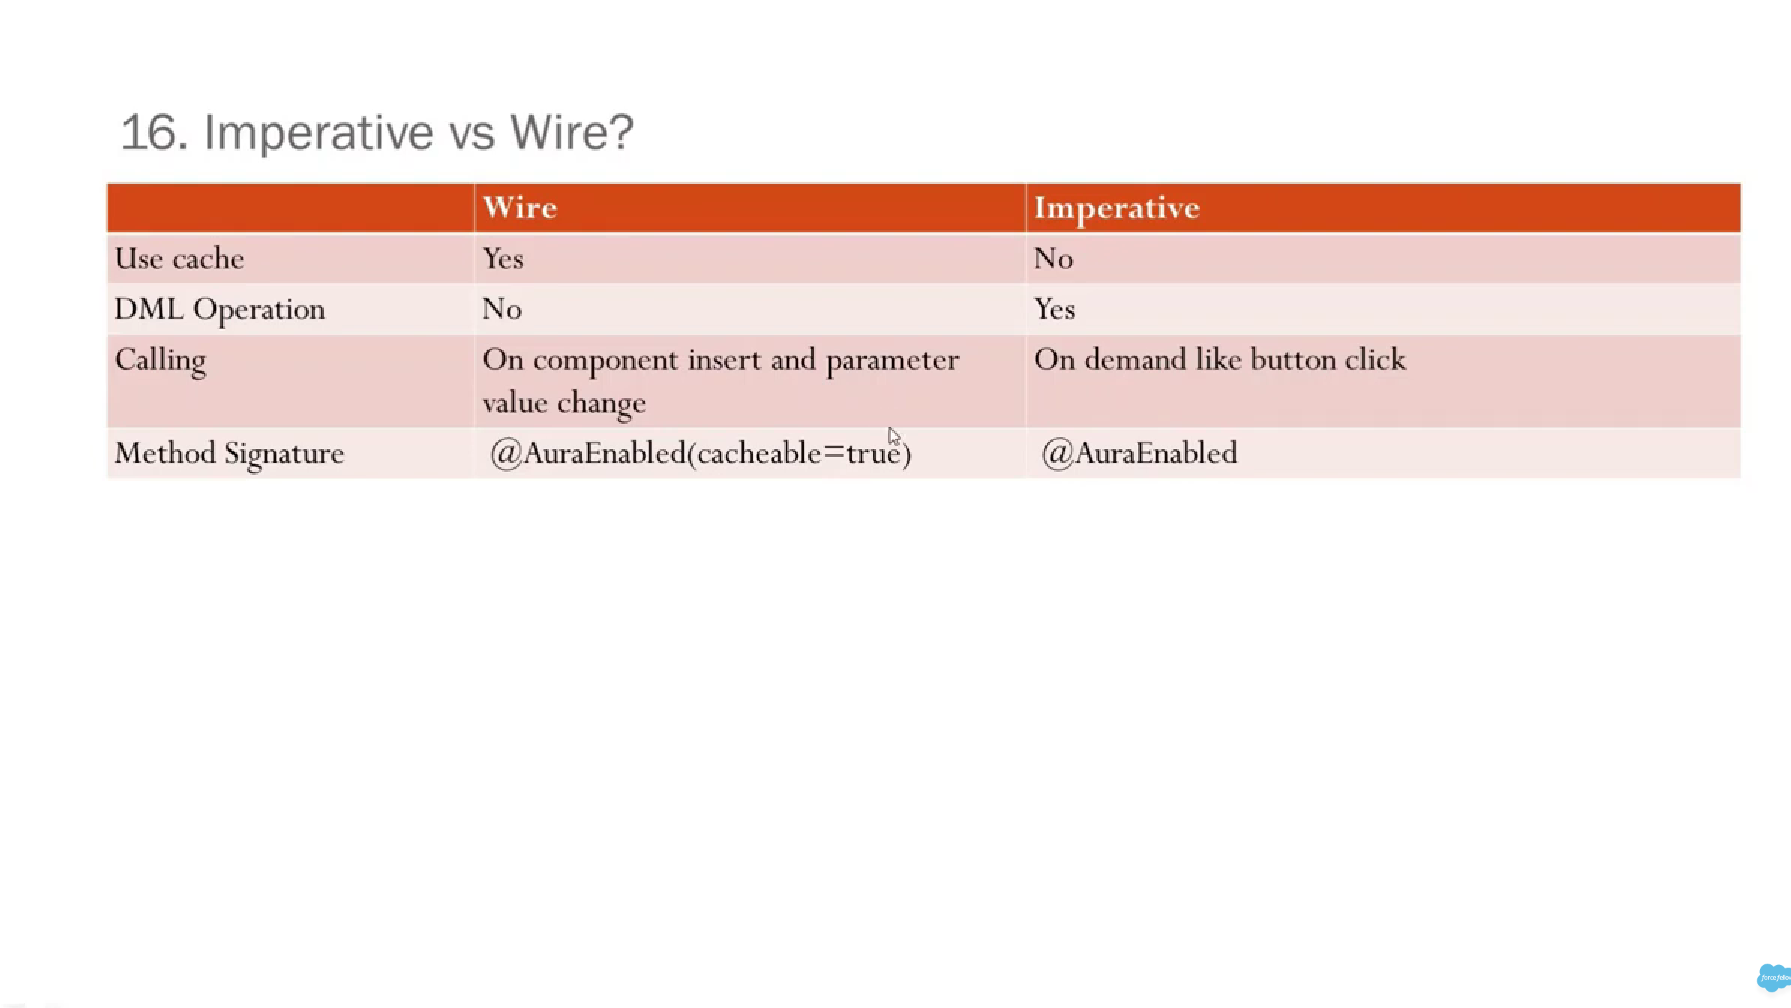 16. Imperative vs Wire?
Wire Imperative
Use cache Yes No
DML Operation No Yes
Calling On component insert and parameter On demand like button click
value change
Method Signature @AuraEnabled(cacheable=true) @AuraEnabled